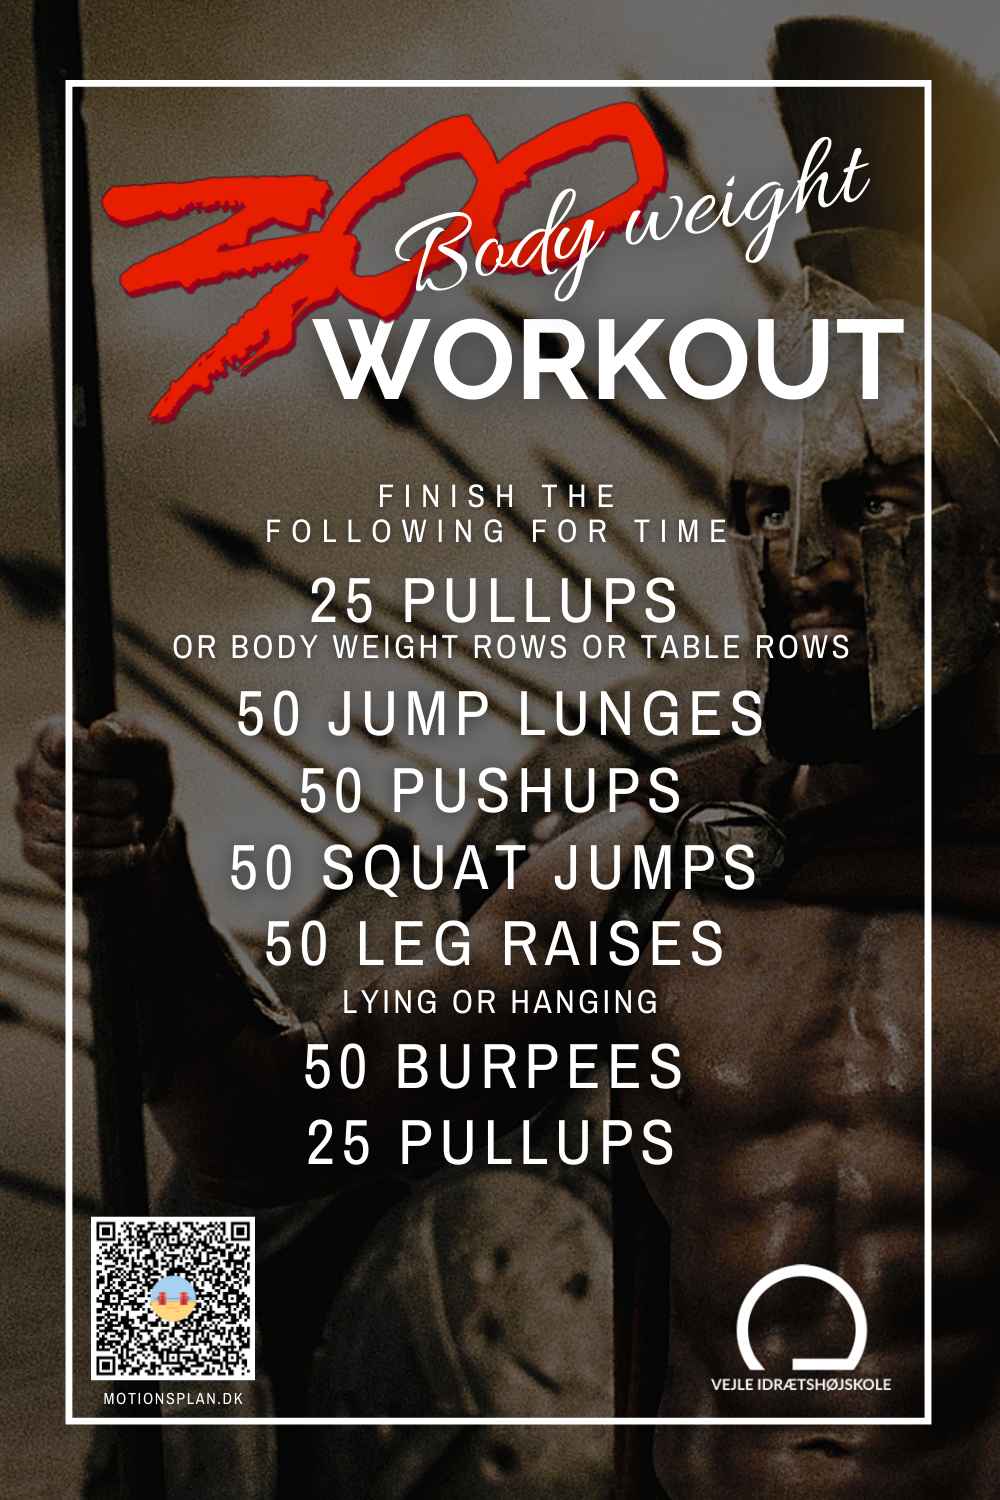 300
Body weight
WORKOUT
FINISH THE
FOLLOWING FOR TIME
25 PULLUPS
OR BODY WEIGHT ROWS OR TABLE ROWS
50 JUMP LUNGES
50 PUSHUPS
50 SQUAT JUMPS
50 LEG RAISES
LYING OR HANGING
50 BURPEES
25 PULLUPS
MOTIONSPLAN.DK
VEJLE IDRÆTSHØJSKOLE